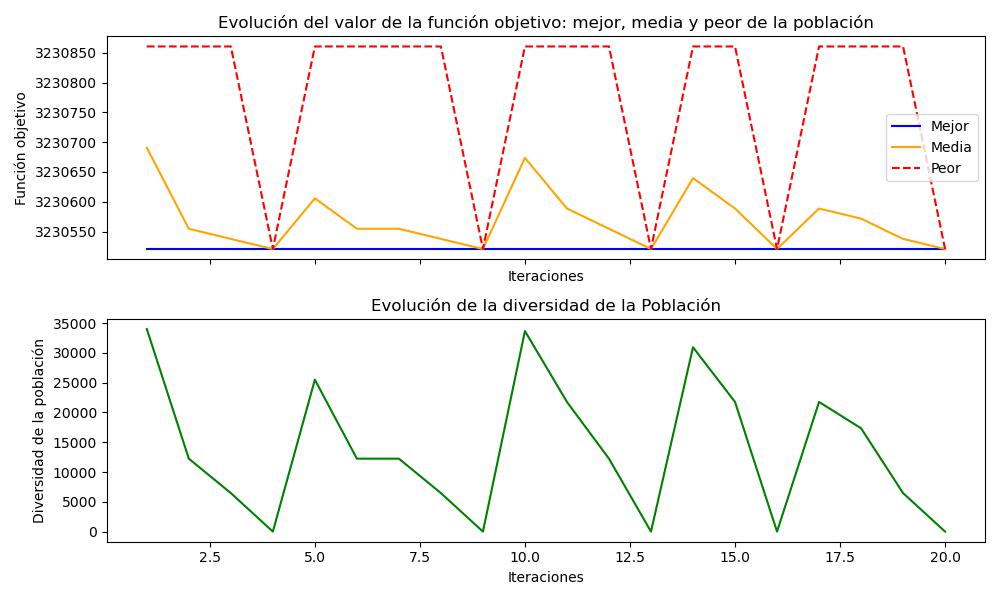 Evolución del valor de la función objetivo: mejor, media y peor de la población
3230850
3230800
3230750
3230700
3230650
3230600
3230550
Función objetivo
Mejor
Media
Peor
Iteraciones
Evolución de la diversidad de la Población
35000
30000
25000
20000
15000
10000
5000
0
Diversidad de la población
2.5 5.0 7.5 10.0 12.5 15.0 17.5 20.0
Iteraciones